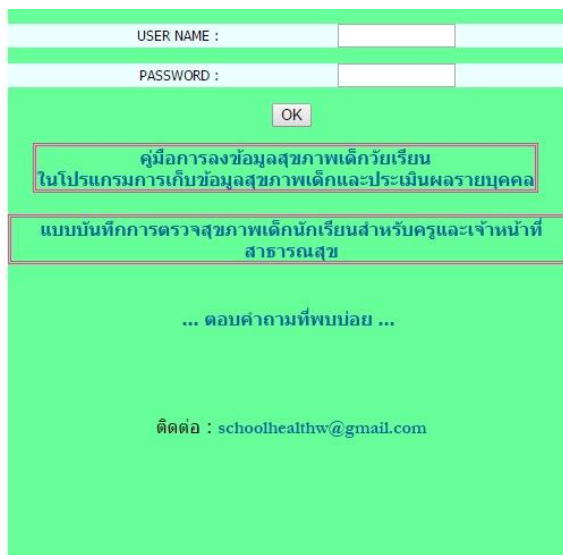 USER NAME :
PASSWORD :
OK
คู่มือการลงข้อมูลสุขภาพเด็กวัยเรียน
ในโปรแกรมการเก็บข้อมูลสุขภาพเด็กและประเมินผลรายบุคคล
แบบบันทึกการตรวจสุขภาพเด็กนักเรียนสำหรับครูและเจ้าหน้าที่
สาธารณสุข
... ตอบคำถามที่พบบ่อย ...
ติดต่อ : schoolhealthw@gmail.com